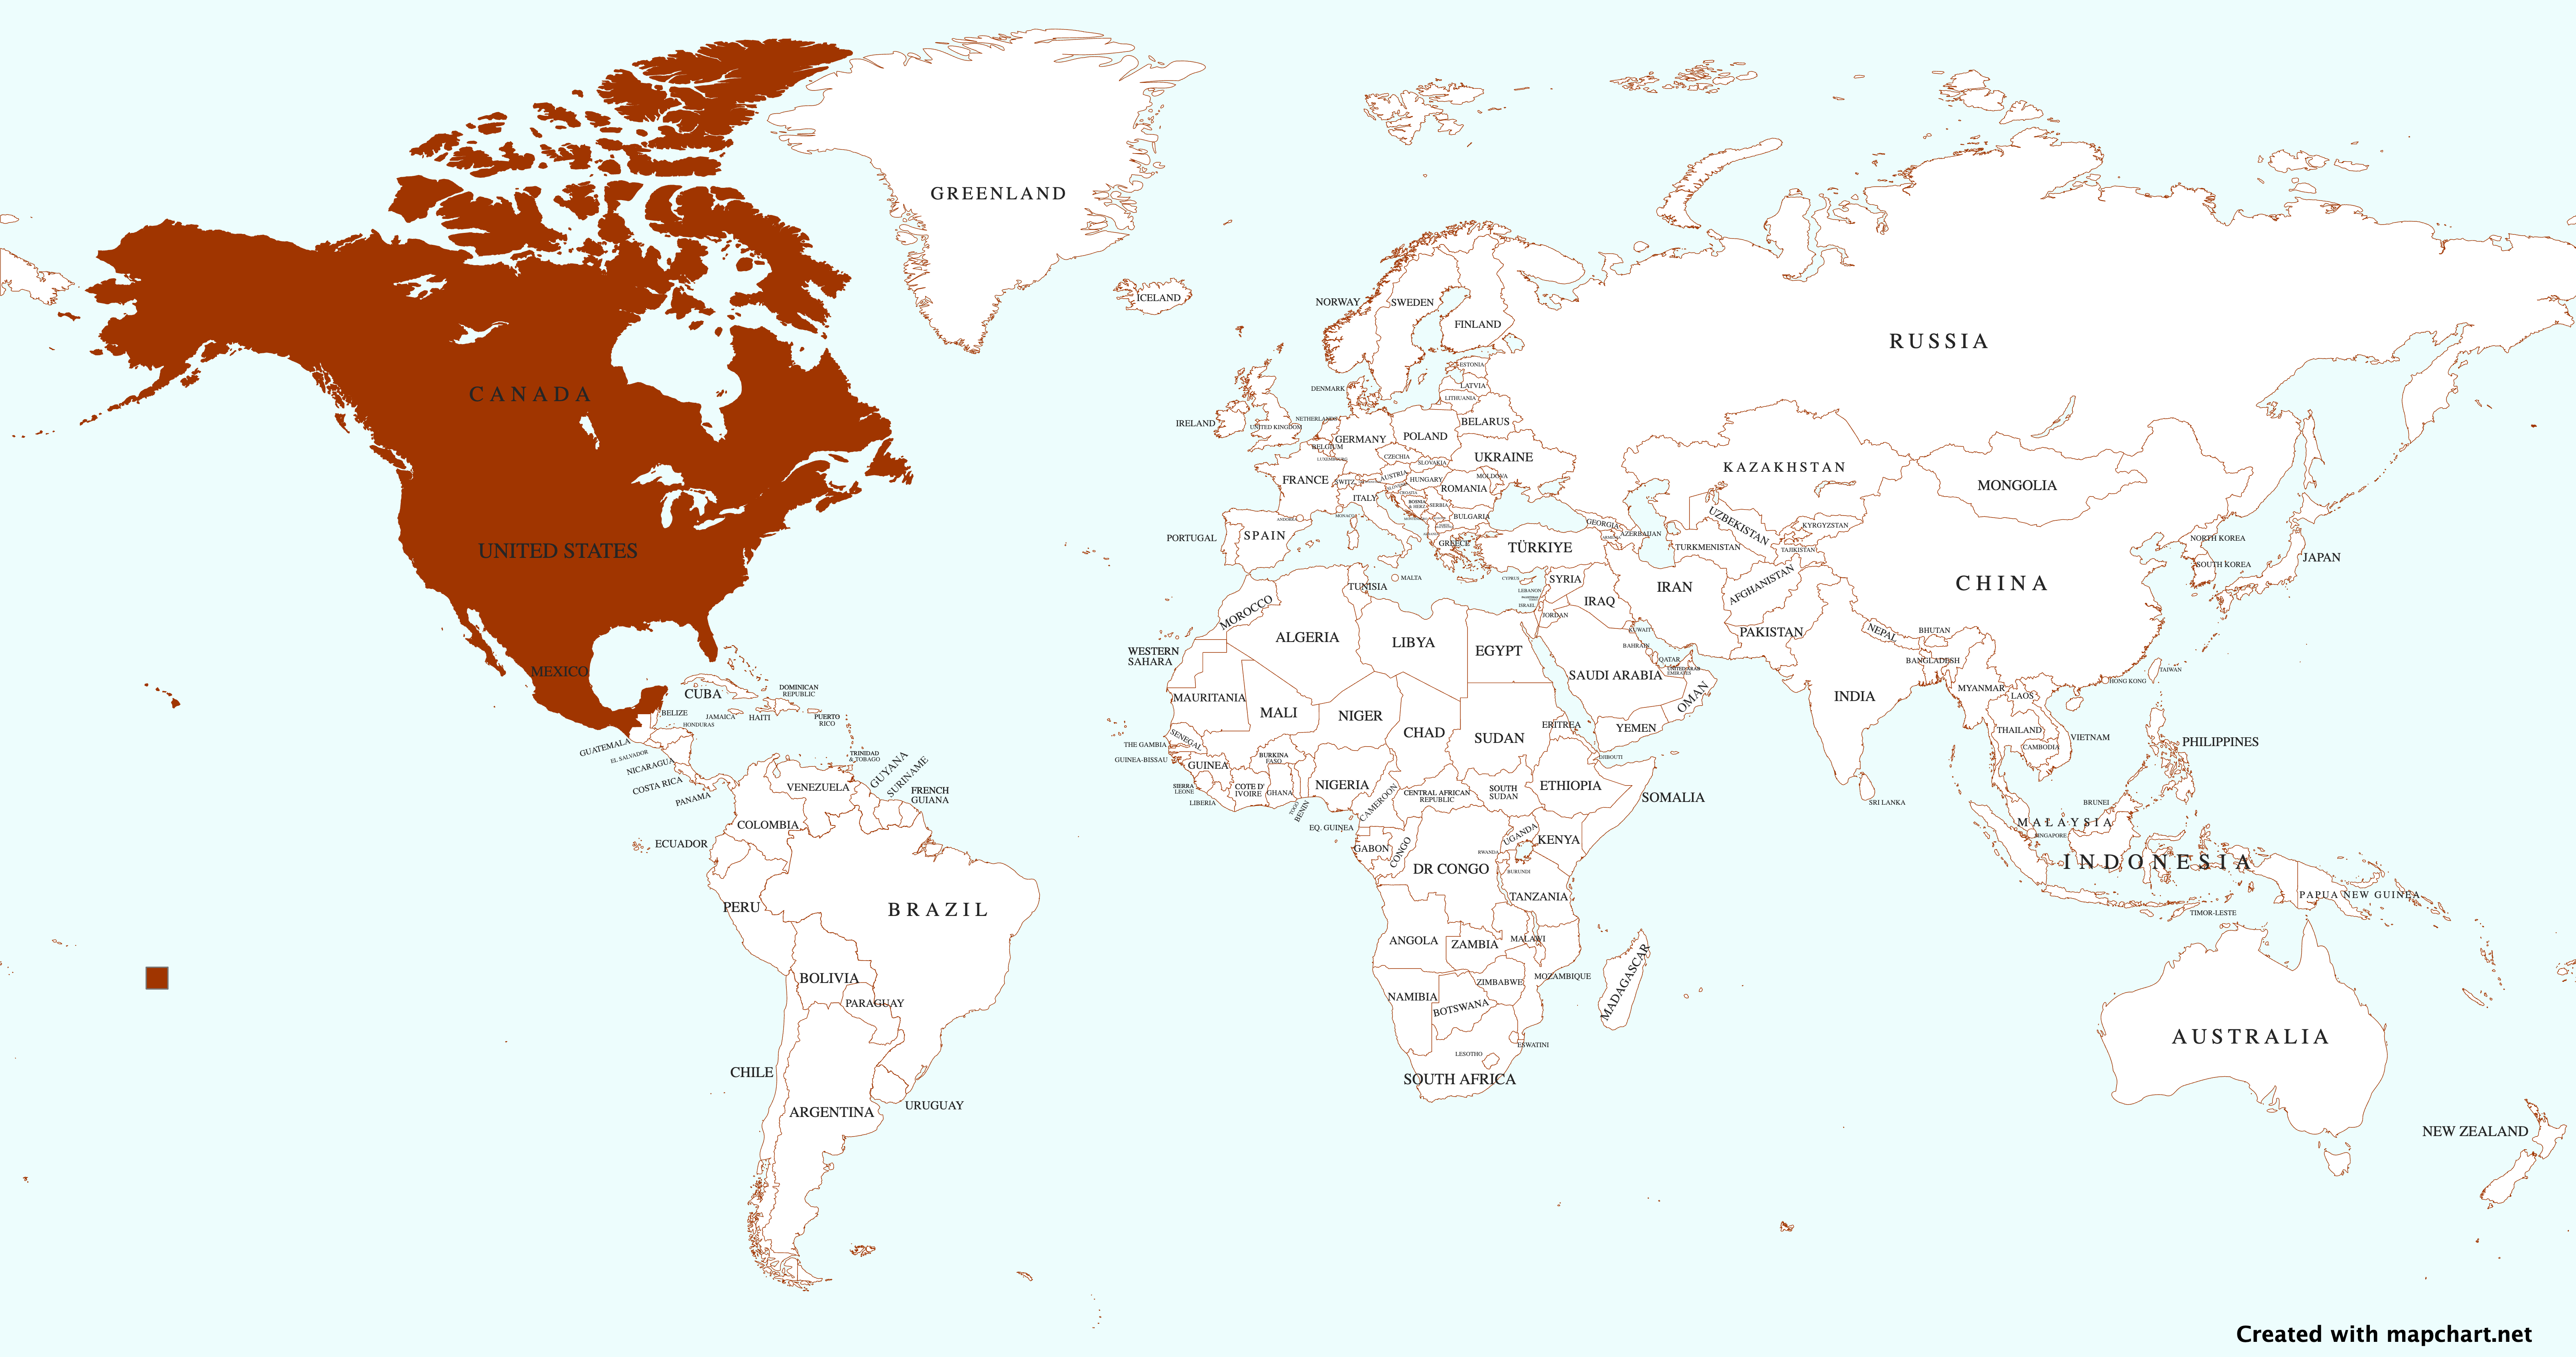 GREENLAND
ICELAND
NORWAY
SWEDEN
FINLAND
RUSSIA
ESTONIA
LATVIA
LITHUANIA
DENMARK
CANADA
IRELAND
UNITED KINGDOM
NETHERLANDS
BELARUS
GERMANY
POLAND
BELGIUM
UKRAINE
LUXEMBOURG
CZECHIA
SLOVAKIA
KAZAKHSTAN
FRANCE
SWITZ.
AUSTRIA
HUNGARY
MOLDOVA
MONGOLIA
ROMANIA
ITALY
BOSNIA
& HERZ.
SERBIA
MONACO
ANDORRA
BULGARIA
GEORGIA
UZBEKISTAN
KYRGYZSTAN
PORTUGAL
SPAIN
GREECE
ARMENIA
AZERBAIJAN
NORTH KOREA
UNITED STATES
TÜRKIYE
TURKMENISTAN
TAJIKISTAN
JAPAN
SOUTH KOREA
MALTA
CYPRUS
SYRIA
TUNISIA
IRAN
AFGHANISTAN
CHINA
LEBANON
ISRAEL
IRAQ
MOROCCO
JORDAN
ALGERIA
LIBYA
EGYPT
KUWAIT
PAKISTAN
NEPAL
BHUTAN
WESTERN
SAHARA
BAHRAIN
QATAR
BANGLADESH
MEXICO
SAUDI ARABIA
UNITED ARAB
EMIRATES
TAIWAN
HONG KONG
CUBA
DOMINICAN
REPUBLIC
MAURITANIA
OMAN
INDIA
MYANMAR
LAOS
BELIZE
JAMAICA
HAITI
PUERTO
RICO
MALI
NIGER
HONDURAS
CHAD
ERITREA
YEMEN
THAILAND
VIETNAM
GUATEMALA
EL SALVADOR
THE GAMBIA
SENEGAL
SUDAN
CAMBODIA
PHILIPPINES
NICARAGUA
TRINIDAD
& TOBAGO
GUINEA-BISSAU
GUINEA
BURKINA
FASO
DJIBOUTI
COSTA RICA
VENEZUELA
GUYANA
SURINAME
FRENCH
GUIANA
SIERRA
LEONE
COTE D'
IVOIRE
GHANA
NIGERIA
CENTRAL AFRICAN
REPUBLIC
SOUTH
SUDAN
ETHIOPIA
SOMALIA
PANAMA
LIBERIA
TOGO
BENIN
CAMEROON
SRI LANKA
BRUNEI
COLOMBIA
EQ. GUINEA
MALAYSIA
SINGAPORE
ECUADOR
GABON
CONGO
UGANDA
KENYA
RWANDA
INDONESIA
DR CONGO
BURUNDI
TANZANIA
PAPUA NEW GUINEA
PERU
BRAZIL
TIMOR-LESTE
ANGOLA
ZAMBIA
MALAWI
BOLIVIA
ZIMBABWE
MOZAMBIQUE
MADAGASCAR
PARAGUAY
NAMIBIA
BOTSWANA
AUSTRALIA
ESWATINI
LESOTHO
CHILE
SOUTH AFRICA
ARGENTINA
URUGUAY
NEW ZEALAND
Created with mapchart.net